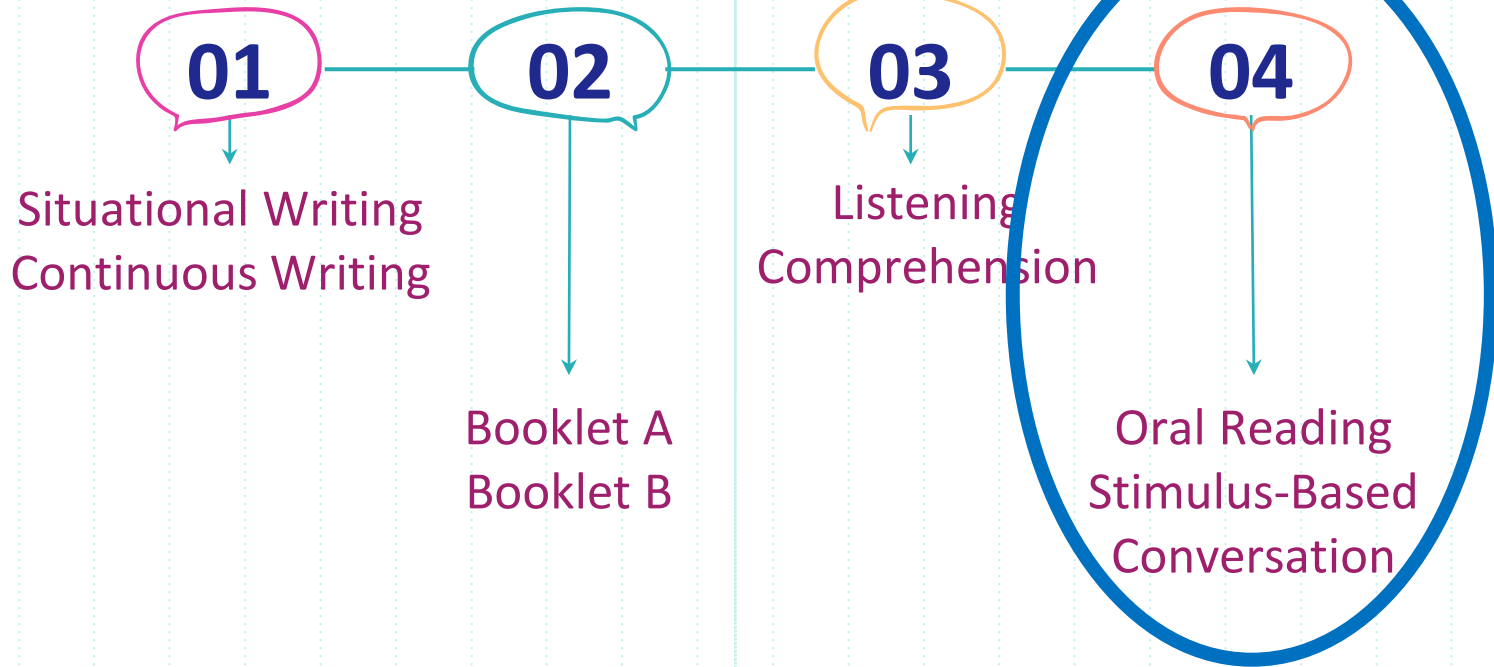 01
Situational Writing
Continuous Writing
02
Booklet A
Booklet B
03
Listening
Comprehension
04
Oral Reading
Stimulus-Based
Conversation